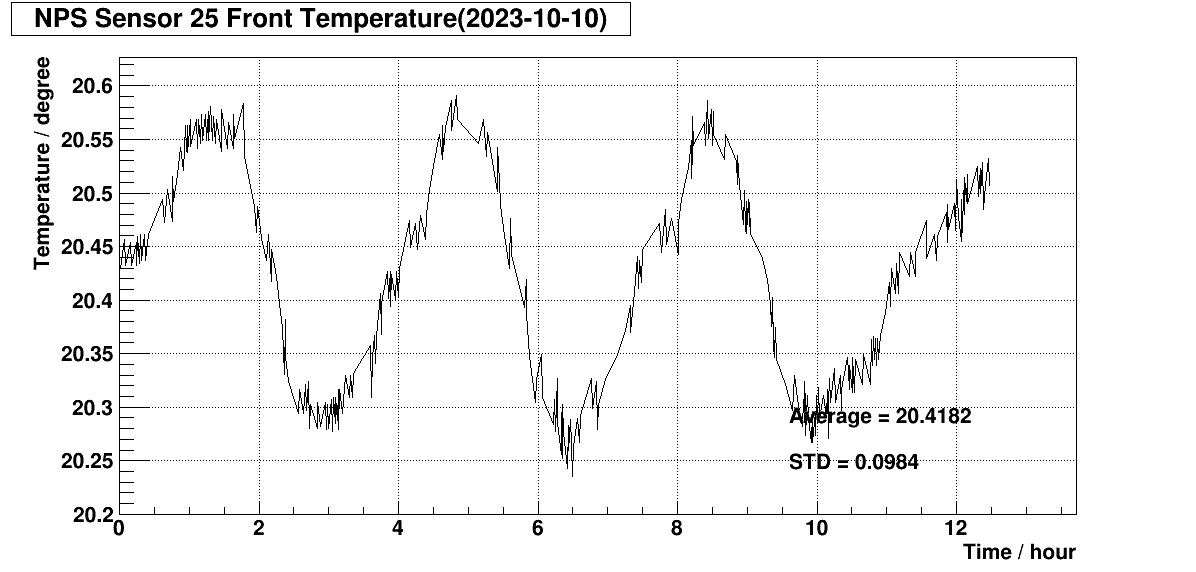 NPS Sensor 25 Front Temperature(2023-10-10)
Temperature / degree
20.6
20.55
20.5
20.45
20.4
20.35
20.3
20.25
20.2
Average = 20.4182
STD = 0.0984
0 2 4 6 8 10 12
Time / hour